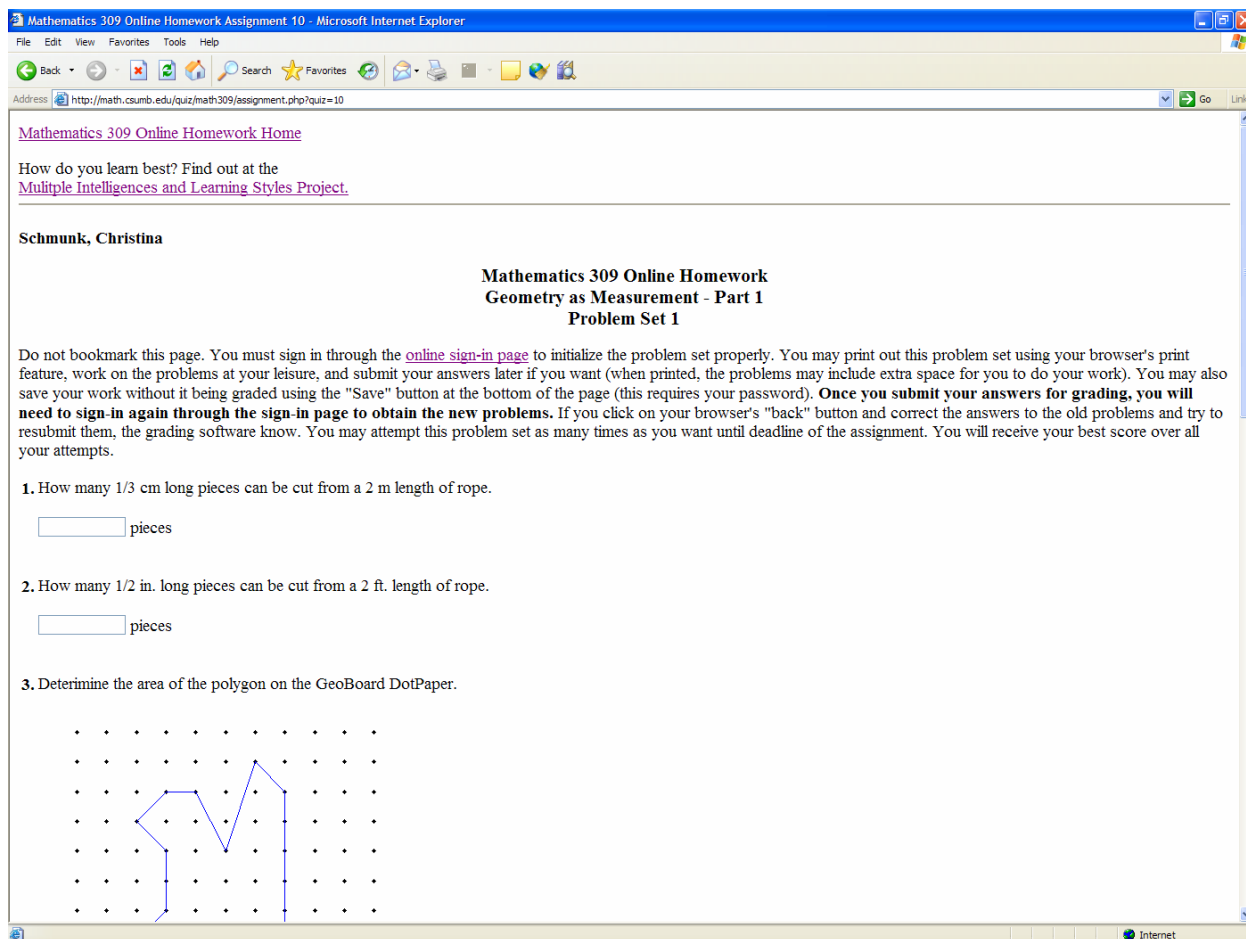 Mathematics 309 Online Homework Assignment 10 - Microsoft Internet Explorer
File Edit View Favorites Tools Help
Back Search Favorites
Address http://math.csumb.edu/quiz/math309/assignment.php?quiz=10 Go
Mathematics 309 Online Homework Home
How do you learn best? Find out at the
Mulitple Intelligences and Learning Styles Project.
Schmunk, Christina
Mathematics 309 Online Homework
Geometry as Measurement - Part 1
Problem Set 1
Do not bookmark this page. You must sign in through the online sign-in page to initialize the problem set properly. You may print out this problem set using your browser's print
feature, work on the problems at your leisure, and submit your answers later if you want (when printed, the problems may include extra space for you to do your work). You may also
save your work without it being graded using the "Save" button at the bottom of the page (this requires your password). Once you submit your answers for grading, you will
need to sign-in again through the sign-in page to obtain the new problems. If you click on your browser's "back" button and correct the answers to the old problems and try to
resubmit them, the grading software know. You may attempt this problem set as many times as you want until deadline of the assignment. You will receive your best score over all
your attempts.
1. How many 1/3 cm long pieces can be cut from a 2 m length of rope.
pieces
2. How many 1/2 in. long pieces can be cut from a 2 ft. length of rope.
pieces
3. Deterimine the area of the polygon on the GeoBoard DotPaper.
Internet